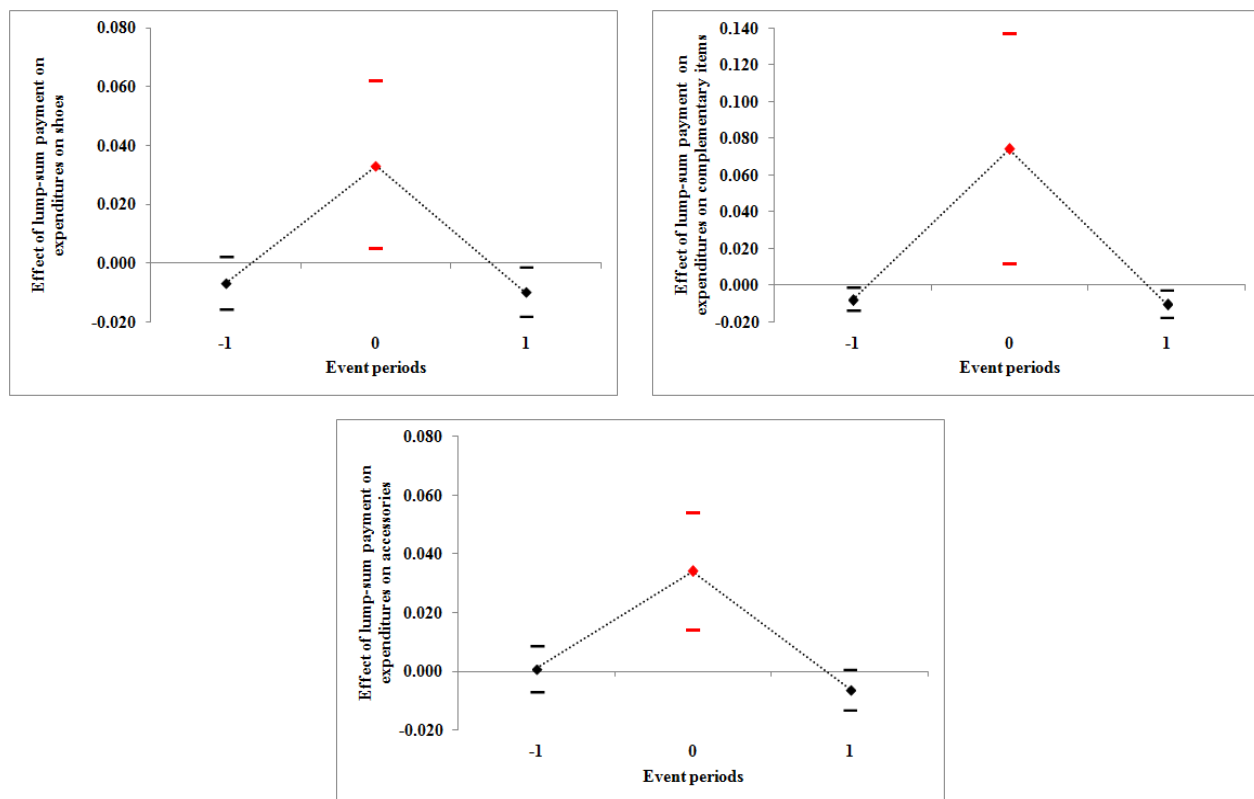 Effect of lump-sum payment on
expenditures on shoes
0.080
0.060
0.040
0.020
0.000
-0.020
-1 0 1
Event periods
Effect of lump-sum payment on
expenditures on complementary items
0.140
0.120
0.100
0.080
0.060
0.040
0.020
0.000
-0.020
-1 0 1
Event periods
Effect of lump-sum payment on
expenditures on accessories
0.080
0.060
0.040
0.020
0.000
-0.020
-1 0 1
Event periods